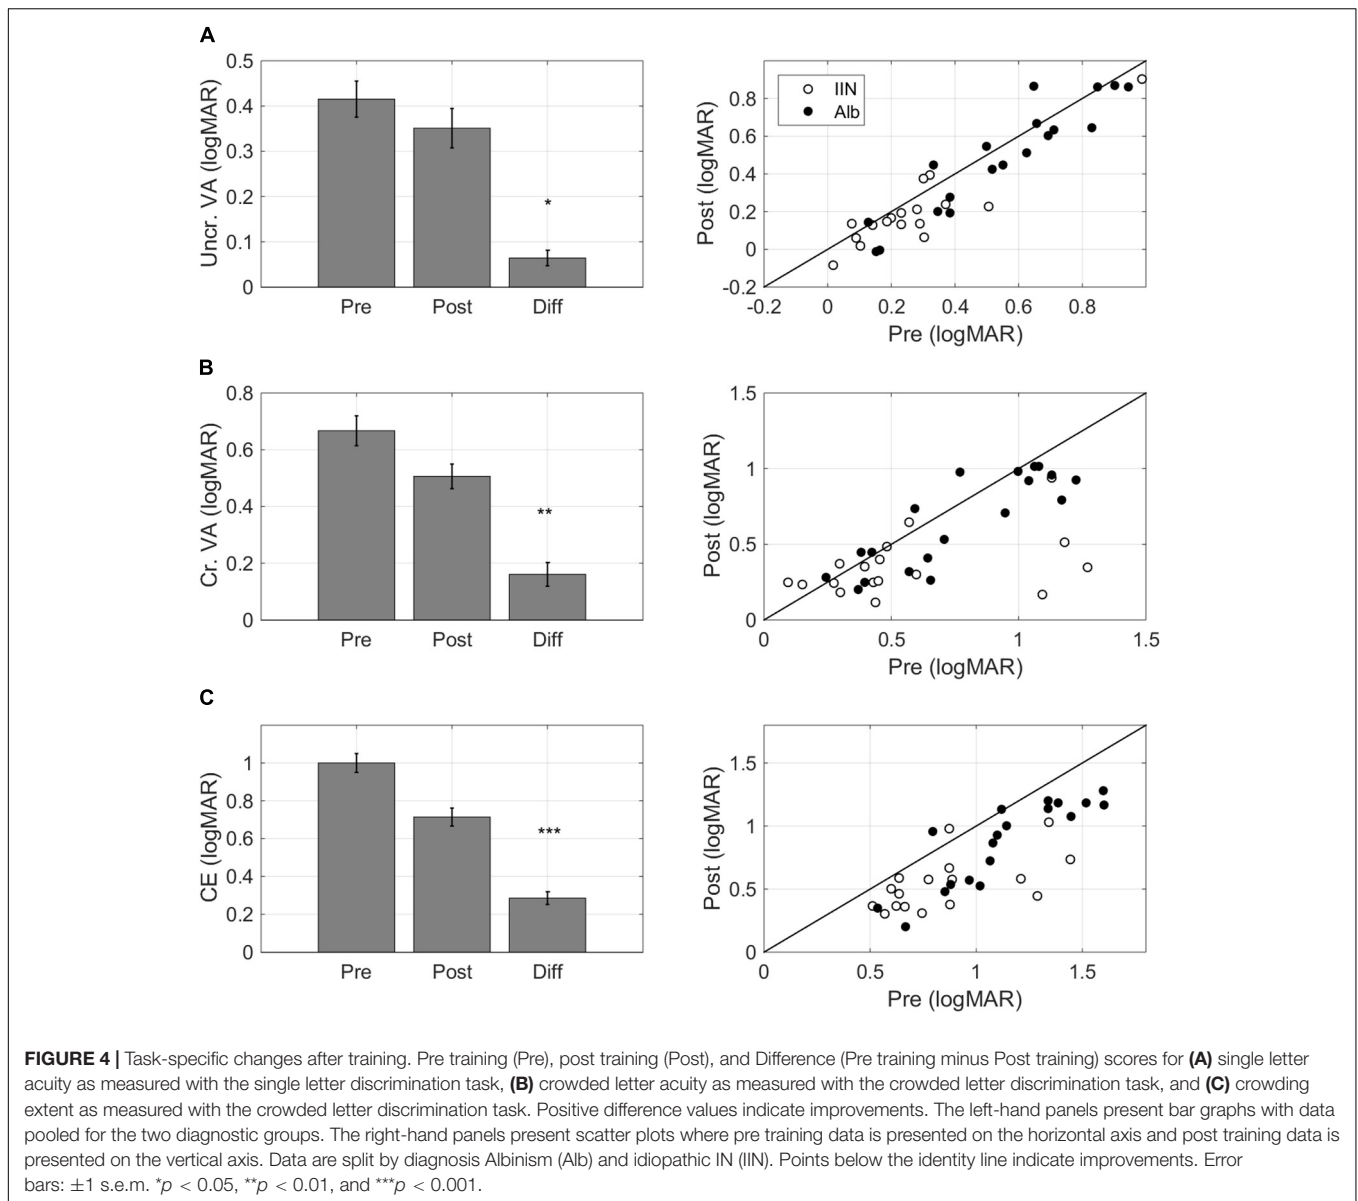 A
0.5
0.4
0.3
0.2
0.1
0
Uncr. VA (logMAR)
*
Pre Post Diff
IIN
Alb
0.8
0.6
0.4
0.2
0
-0.2
Post (logMAR)
-0.2 0 0.2 0.4 0.6 0.8
Pre (logMAR)
B
0.8
0.6
0.4
0.2
0
Cr. VA (logMAR)
**
Pre Post Diff
1.5
1
0.5
0
Post (logMAR)
0 0.5 1 1.5
Pre (logMAR)
C
1
0.8
0.6
0.4
0.2
0
CE (logMAR)
***
Pre Post Diff
1.5
1
0.5
0
Post (logMAR)
0 0.5 1 1.5
Pre (logMAR)
FIGURE 4 | Task-specific changes after training. Pre training (Pre), post training (Post), and Difference (Pre training minus Post training) scores for (A) single letter
acuity as measured with the single letter discrimination task, (B) crowded letter acuity as measured with the crowded letter discrimination task, and (C) crowding
extent as measured with the crowded letter discrimination task. Positive difference values indicate improvements. The left-hand panels present bar graphs with data
pooled for the two diagnostic groups. The right-hand panels present scatter plots where pre training data is presented on the horizontal axis and post training data is
presented on the vertical axis. Data are split by diagnosis Albinism (Alb) and idiopathic IN (IIN). Points below the identity line indicate improvements. Error
bars: ±1 s.e.m. *p < 0.05, **p < 0.01, and ***p < 0.001.